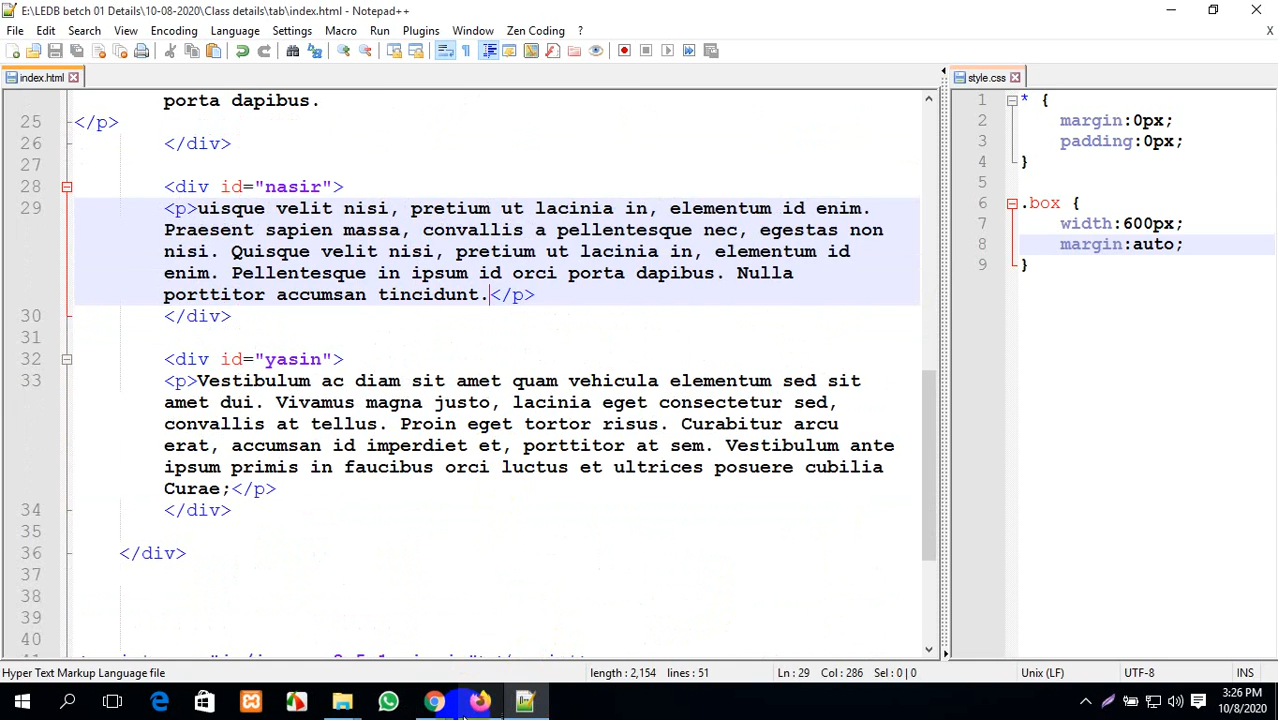 E:\LEDB betch 01 Details\10-08-2020\Class details\tab\index.html - Notepad++
File Edit Search View Encoding Language Settings Macro Run Plugins Window Zen Coding ? X
index.html
style.css
porta dapibus.
25 </p>
26 </div>
27
28 <div id="nasir">
29 <p>uisque velit nisi, pretium ut lacinia in, elementum id enim.
Praesent sapien massa, convallis a pellentesque nec, egestas non
nisi. Quisque velit nisi, pretium ut lacinia in, elementum id
enim. Pellentesque in ipsum id orci porta dapibus. Nulla
porttitor accumsan tincidunt.</p>
30 </div>
31
32 <div id="yasin">
33 <p>Vestibulum ac diam sit amet quam vehicula elementum sed sit
amet dui. Vivamus magna justo, lacinia eget consectetur sed,
convallis at tellus. Proin eget tortor risus. Curabitur arcu
erat, accumsan id imperdiet et, porttitor at sem. Vestibulum ante
ipsum primis in faucibus orci luctus et ultrices posuere cubilia
Curae;</p>
34 </div>
35
36 </div>
37
38
39
40
1 * {
2 margin:0px;
3 padding:0px;
4 }
5
6 .box {
7 width:600px;
8 margin:auto;
9 }
Hyper Text Markup Language file length : 2,154 lines : 51 Ln : 29 Col : 286 Sel : 0 | 0 Unix (LF) UTF-8 INS
3:26 PM
10/8/2020